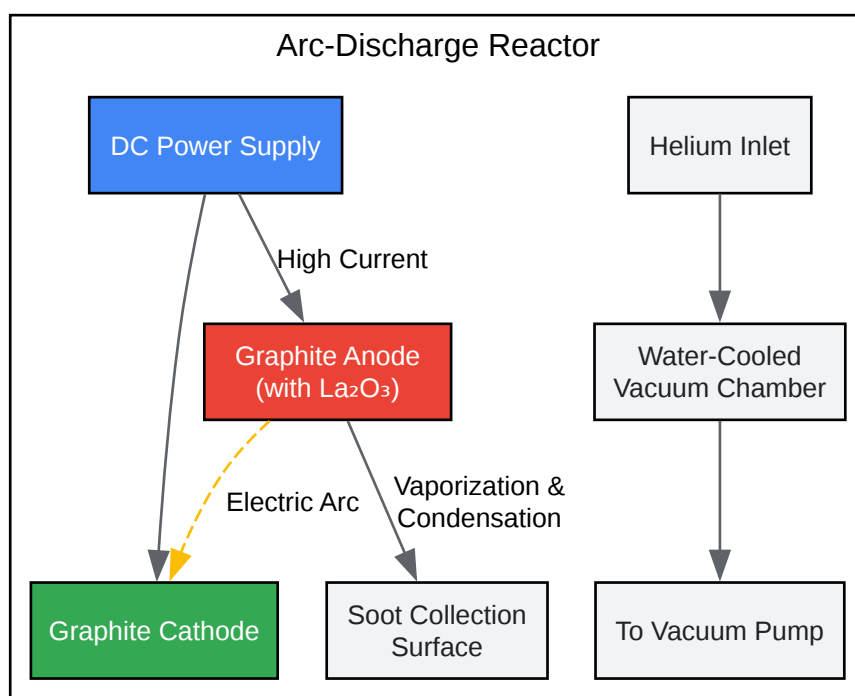 Arc-Discharge Reactor
DC Power Supply
Helium Inlet
High Current
Graphite Anode
(with La₂O₃)
Water-Cooled
Vacuum Chamber
Electric Arc
Vaporization &
Condensation
Graphite Cathode
Soot Collection
Surface
To Vacuum Pump